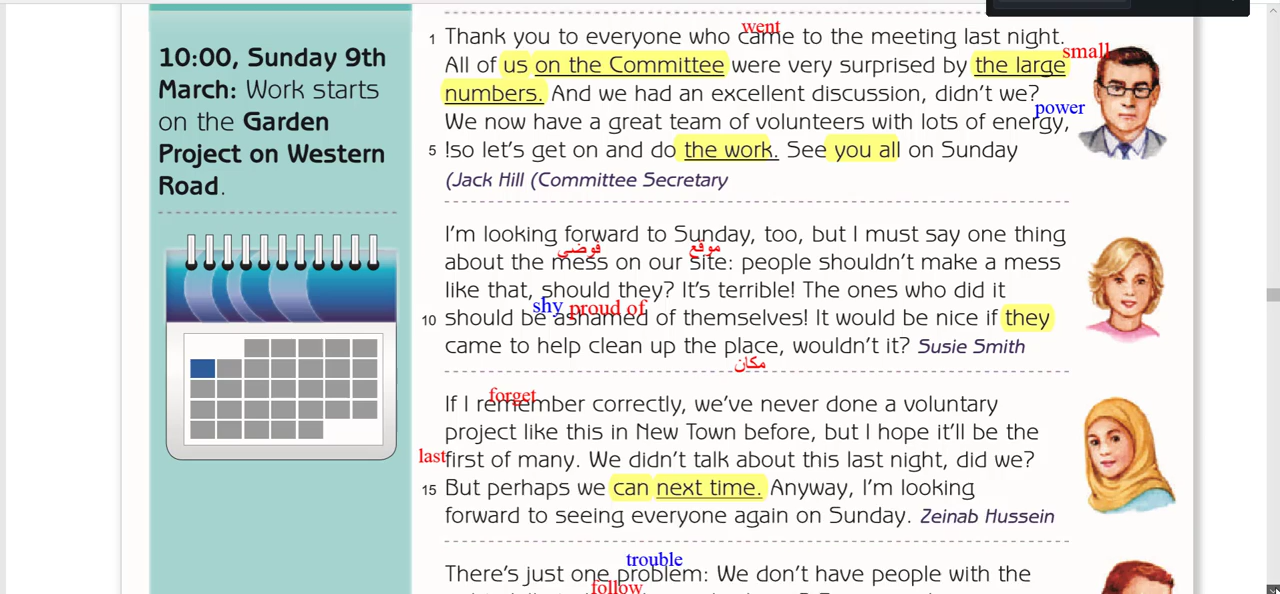 10:00, Sunday 9th
March: Work starts
on the Garden
Project on Western
Road.
went
1 Thank you to everyone who came to the meeting last night.
small
All of us on the Committee were very surprised by the large
numbers. And we had an excellent discussion, didn't we?
power
We now have a great team of volunteers with lots of energy,
5 !so let's get on and do the work. See you all on Sunday
(Jack Hill (Committee Secretary
I'm looking forward to Sunday, too, but I must say one thing
فوضى موقع
about the mess on our site: people shouldn't make a mess
like that, should they? It's terrible! The ones who did it
shy proud of
10 should be ashamed of themselves! It would be nice if they
came to help clean up the place, wouldn't it? Susie Smith
مكان
forget
If I remember correctly, we've never done a voluntary
project like this in New Town before, but I hope it'll be the
last
first of many. We didn't talk about this last night, did we?
15 But perhaps we can next time. Anyway, I'm looking
forward to seeing everyone again on Sunday. Zeinab Hussein
trouble
There's just one problem: We don't have people with the
follow